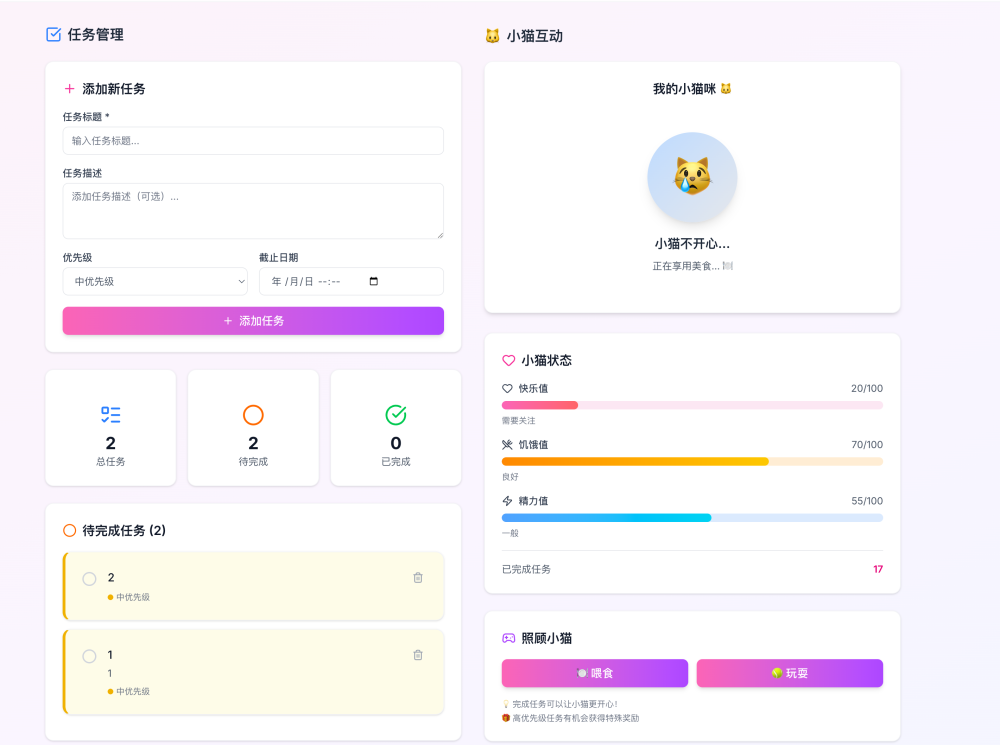 任务管理
添加新任务
任务标题 *
输入任务标题...
任务描述
添加任务描述（可选）...
优先级
截止日期
中优先级
年 /月/日 --:--
添加任务
2
总任务
2
待完成
0
已完成
待完成任务 (2)
2
中优先级
1
1
中优先级
小猫互动
我的小猫咪
小猫不开心...
正在享用美食...
小猫状态
快乐值 20/100
需要关注
饥饿值 70/100
良好
精力值 55/100
一般
已完成任务 17
照顾小猫
喂食
玩耍
完成任务可以让小猫更开心！
高优先级任务有机会获得特殊奖励